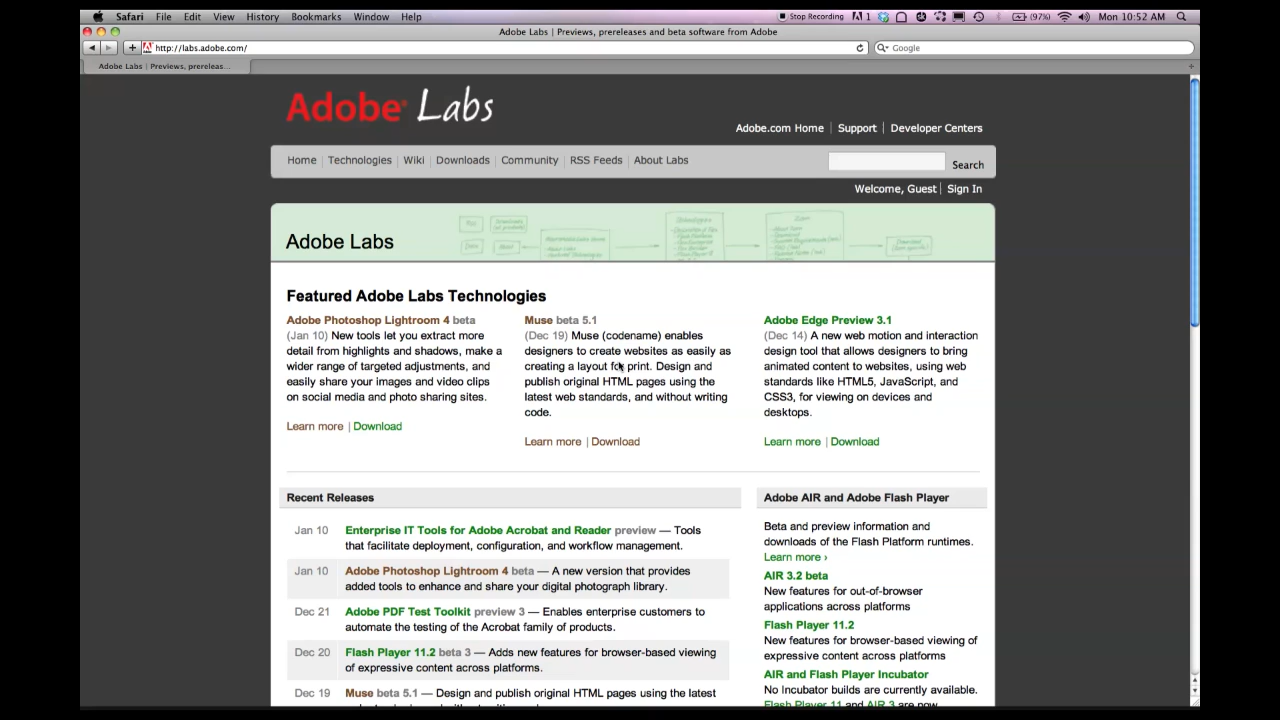 Safari File Edit View History Bookmarks Window Help
Stop Recording 1 (97%) Mon 10:52 AM
Adobe Labs | Previews, prereleases and beta software from Adobe
http://labs.adobe.com/ Google
Adobe Labs | Previews, prereleas...
Adobe Labs
Adobe.com Home | Support | Developer Centers
Home | Technologies | Wiki | Downloads | Community | RSS Feeds | About Labs
Search
Welcome, Guest | Sign In
Adobe Labs
Featured Adobe Labs Technologies
Adobe Photoshop Lightroom 4 beta
(Jan 10) New tools let you extract more
detail from highlights and shadows, make a
wider range of targeted adjustments, and
easily share your images and video clips
on social media and photo sharing sites.
Learn more | Download
Muse beta 5.1
(Dec 19) Muse (codename) enables
designers to create websites as easily as
creating a layout for print. Design and
publish original HTML pages using the
latest web standards, and without writing
code.
Learn more | Download
Adobe Edge Preview 3.1
(Dec 14) A new web motion and interaction
design tool that allows designers to bring
animated content to websites, using web
standards like HTML5, JavaScript, and
CSS3, for viewing on devices and
desktops.
Learn more | Download
Recent Releases
Jan 10 Enterprise IT Tools for Adobe Acrobat and Reader preview — Tools
that facilitate deployment, configuration, and workflow management.
Jan 10 Adobe Photoshop Lightroom 4 beta — A new version that provides
added tools to enhance and share your digital photograph library.
Dec 21 Adobe PDF Test Toolkit preview 3 — Enables enterprise customers to
automate the testing of the Acrobat family of products.
Dec 20 Flash Player 11.2 beta 3 — Adds new features for browser-based viewing
of expressive content across platforms.
Dec 19 Muse beta 5.1 — Design and publish original HTML pages using the latest
Adobe AIR and Adobe Flash Player
Beta and preview information and
downloads of the Flash Platform runtimes.
Learn more ›
AIR 3.2 beta
New features for out-of-browser
applications across platforms
Flash Player 11.2
New features for browser-based viewing of
expressive content across platforms
AIR and Flash Player Incubator
No Incubator builds are currently available.
Flash Player 11 and AIR 3 are now